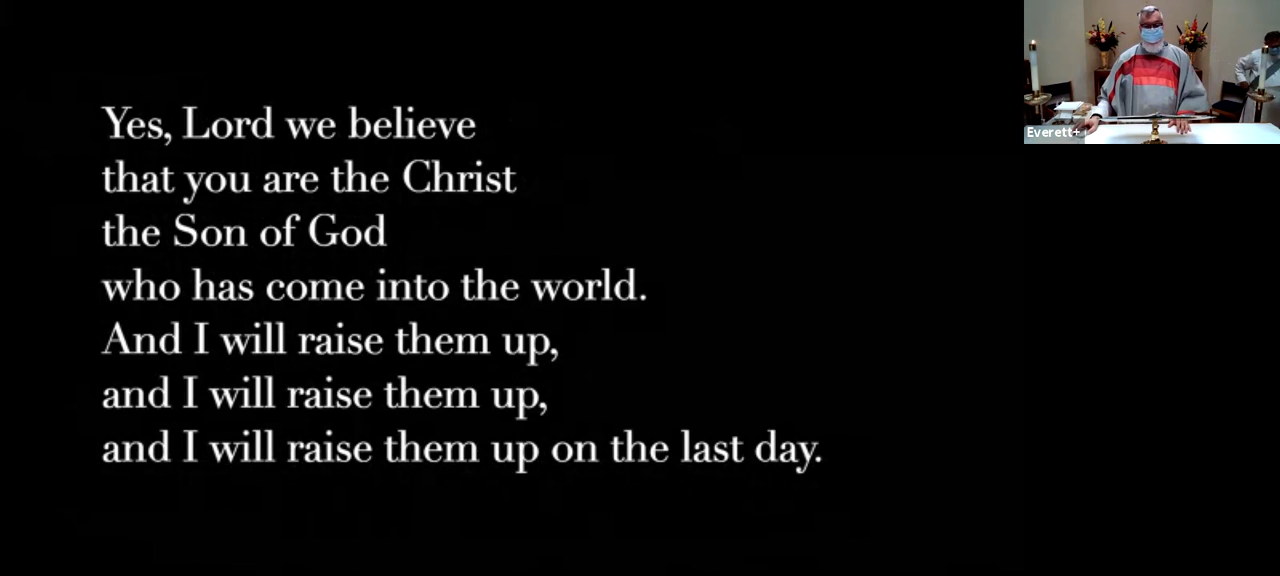 Yes, Lord we believe
that you are the Christ
the Son of God
who has come into the world.
And I will raise them up,
and I will raise them up,
and I will raise them up on the last day.
Everett+